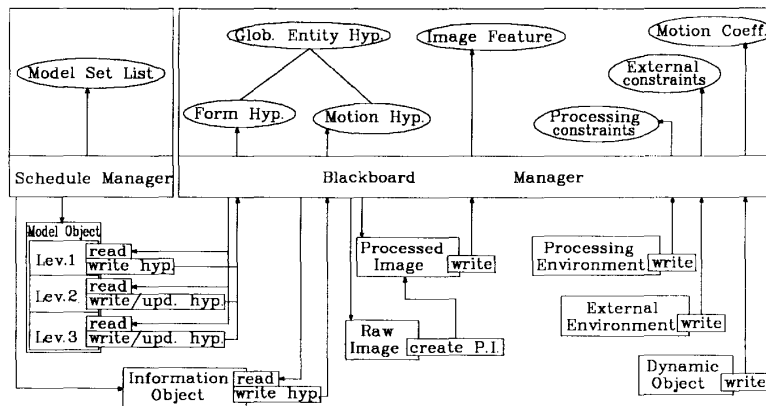 Glob. Entity Hyp.
Image Feature
Motion Coeff.
Model Set List
External
constraints
Form Hyp.
Motion Hyp.
Processing
constraints
Schedule Manager
Blackboard Manager
Model Object
Lev.1
read
write hyp.
Lev.2
read
write/upd. hyp.
Lev.3
read
write/upd. hyp.
Processed
Image
write
Raw
Image
create P.I.
Processing
Environment
write
External
Environment
write
Dynamic
Object
write
Information
Object
read
write hyp.